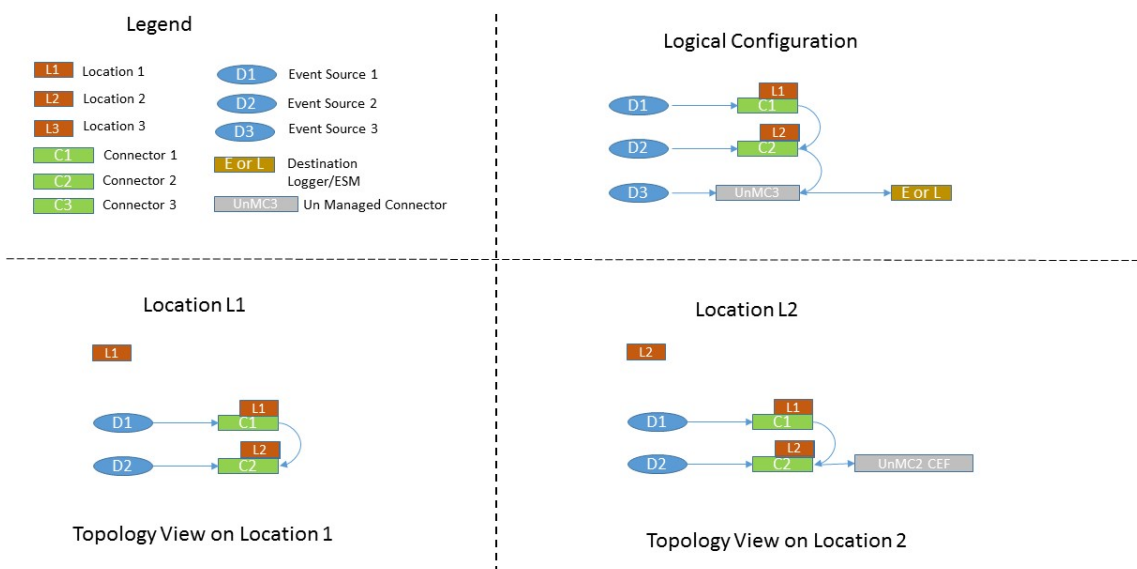 Legend
L1 Location 1
L2 Location 2
L3 Location 3
C1 Connector 1
C2 Connector 2
C3 Connector 3
D1 Event Source 1
D2 Event Source 2
D3 Event Source 3
E or L Destination
Logger/ESM
UnMC3 Un Managed Connector
Logical Configuration
L1
D1 C1
L2
D2 C2
D3 UnMC3 E or L
Location L1
L1
L1
D1 C1
L2
D2 C2
Topology View on Location 1
Location L2
L2
L1
D1 C1
L2
D2 C2 UnMC2 CEF
Topology View on Location 2